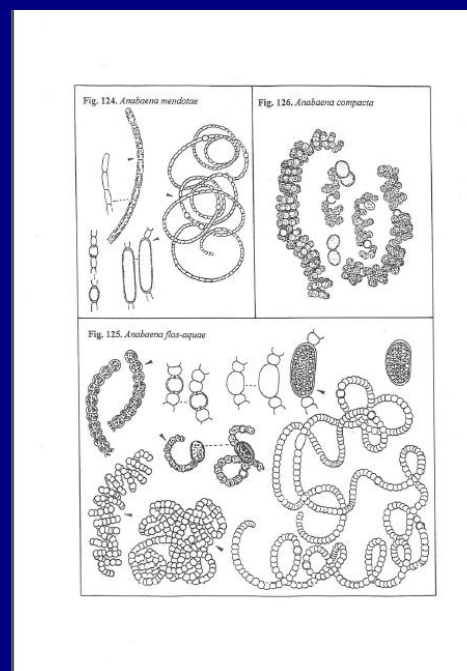 Fig. 124. Anabaena mendotae
Fig. 126. Anabaena compacta
Fig. 125. Anabaena flos-aquae